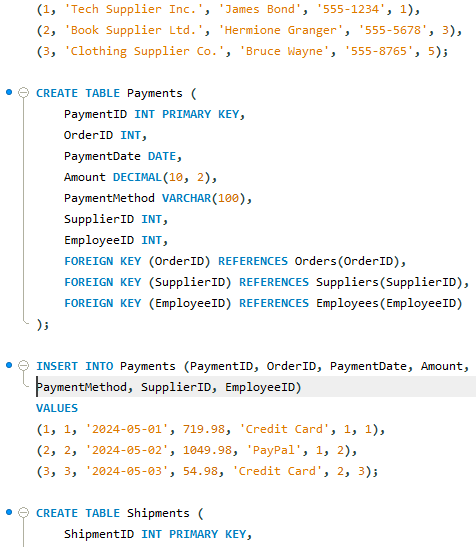 (1, 'Tech Supplier Inc.', 'James Bond', '555-1234', 1),
(2, 'Book Supplier Ltd.', 'Hermione Granger', '555-5678', 3),
(3, 'Clothing Supplier Co.', 'Bruce Wayne', '555-8765', 5);
CREATE TABLE Payments (
PaymentID INT PRIMARY KEY,
OrderID INT,
PaymentDate DATE,
Amount DECIMAL(10, 2),
PaymentMethod VARCHAR(100),
SupplierID INT,
EmployeeID INT,
FOREIGN KEY (OrderID) REFERENCES Orders(OrderID),
FOREIGN KEY (SupplierID) REFERENCES Suppliers(SupplierID),
FOREIGN KEY (EmployeeID) REFERENCES Employees(EmployeeID)
);
INSERT INTO Payments (PaymentID, OrderID, PaymentDate, Amount,
PaymentMethod, SupplierID, EmployeeID)
VALUES
(1, 1, '2024-05-01', 719.98, 'Credit Card', 1, 1),
(2, 2, '2024-05-02', 1049.98, 'PayPal', 1, 2),
(3, 3, '2024-05-03', 54.98, 'Credit Card', 2, 3);
CREATE TABLE Shipments (
ShipmentID INT PRIMARY KEY,